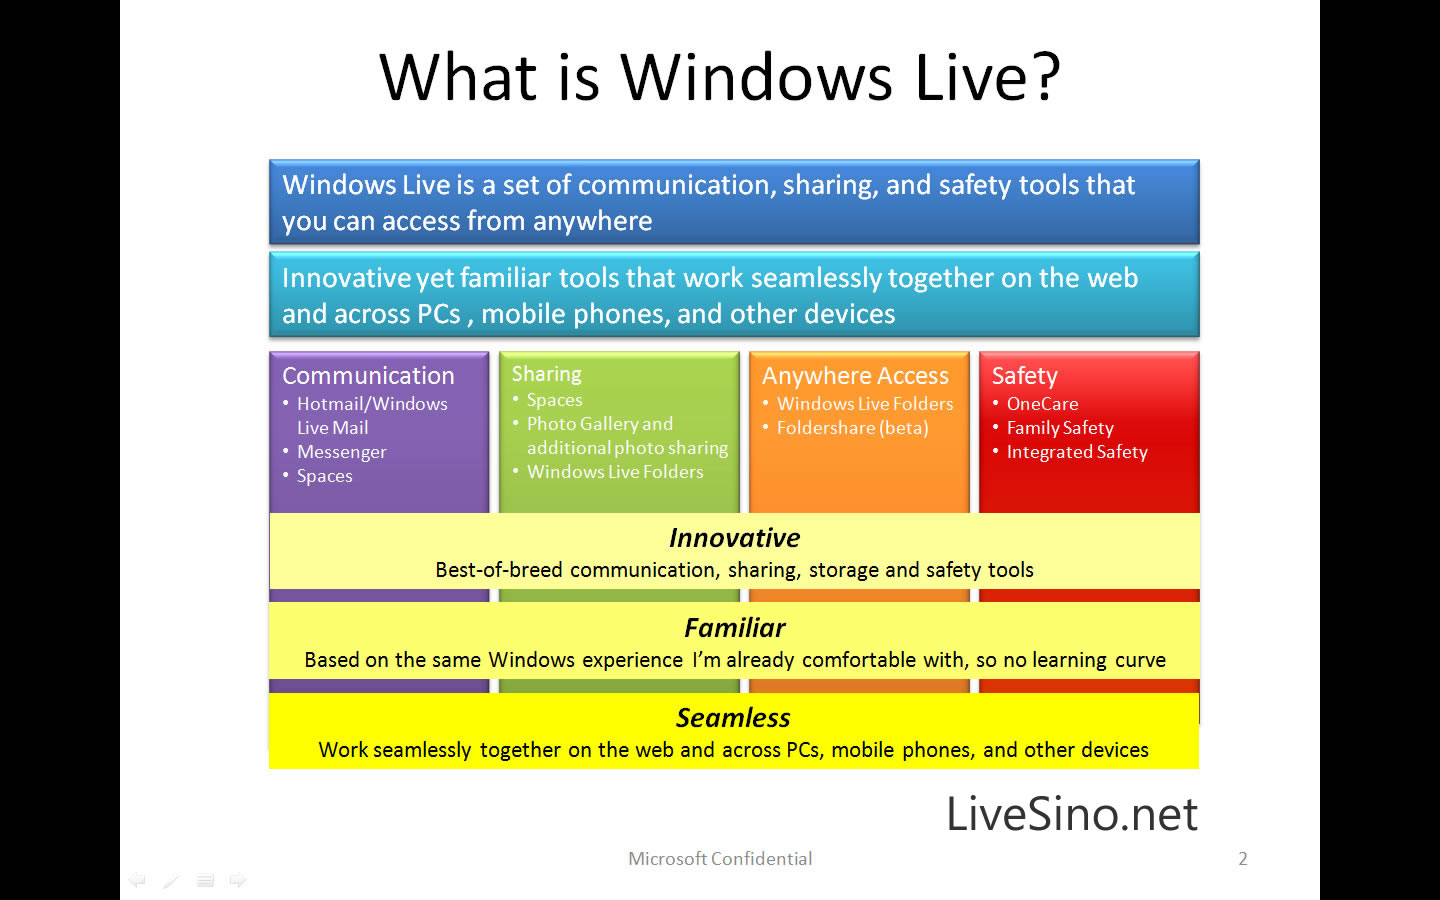 What is Windows Live?
Windows Live is a set of communication, sharing, and safety tools that
you can access from anywhere
Innovative yet familiar tools that work seamlessly together on the web
and across PCs , mobile phones, and other devices
Communication
• Hotmail/Windows
Live Mail
• Messenger
• Spaces
Sharing
• Spaces
• Photo Gallery and
additional photo sharing
• Windows Live Folders
Anywhere Access
• Windows Live Folders
• Foldershare (beta)
Safety
• OneCare
• Family Safety
• Integrated Safety
Innovative
Best-of-breed communication, sharing, storage and safety tools
Familiar
Based on the same Windows experience I’m already comfortable with, so no learning curve
Seamless
Work seamlessly together on the web and across PCs, mobile phones, and other devices
LiveSino.net
Microsoft Confidential
2